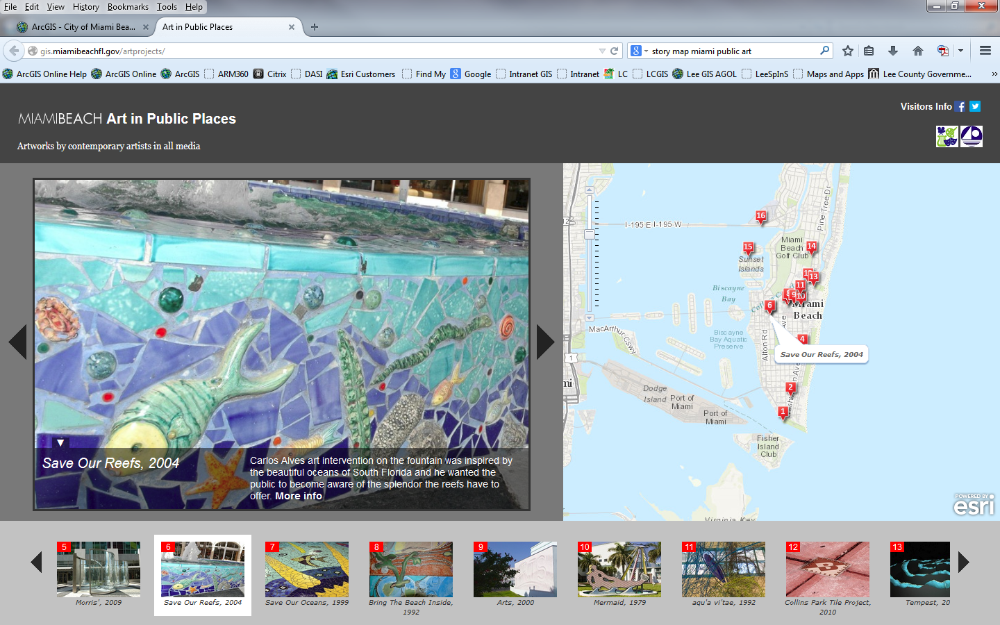 File Edit View History Bookmarks Tools Help
ArcGIS - City of Miami Bea...
Art in Public Places
gis.miamibeachfl.gov/artprojects/
story map miami public art
ArcGIS Online Help ArcGIS Online ArcGIS ARM360 Citrix DASI Esri Customers Find My Google Intranet GIS Intranet LC LCGIS Lee GIS AGOL LeeSpInS Maps and Apps Lee County Governme...
MIAMIBEACH Art in Public Places
Visitors Info
Artworks by contemporary artists in all media
Save Our Reefs, 2004
Carlos Alves art intervention on the fountain was inspired by
the beautiful oceans of South Florida and he wanted the
public to become aware of the splendor the reefs have to
offer. More info
Pine Tree Dr
16
I-195 E I-195 W
Miami
Beach
Golf Club
15
14
Sunset
Islands
13
11
Biscayne
Bay
8
9
10
6
Miami
Beach
MacArthur Cswy
Biscayne
Bay Aquatic
Preserve
Alton Rd
4
Save Our Reefs, 2004
1
Dodge
Island
Port of
Miami
Port of
Miami
2
1
Fisher
Island
Club
Virginia Key
POWERED BY
esri
5
Morris', 2009
6
Save Our Reefs, 2004
7
Save Our Oceans, 1999
8
Bring The Beach Inside,
1992
9
Arts, 2000
10
Mermaid, 1979
11
aqu'a vi'tae, 1992
12
Collins Park Tile Project,
2010
13
Tempest, 20